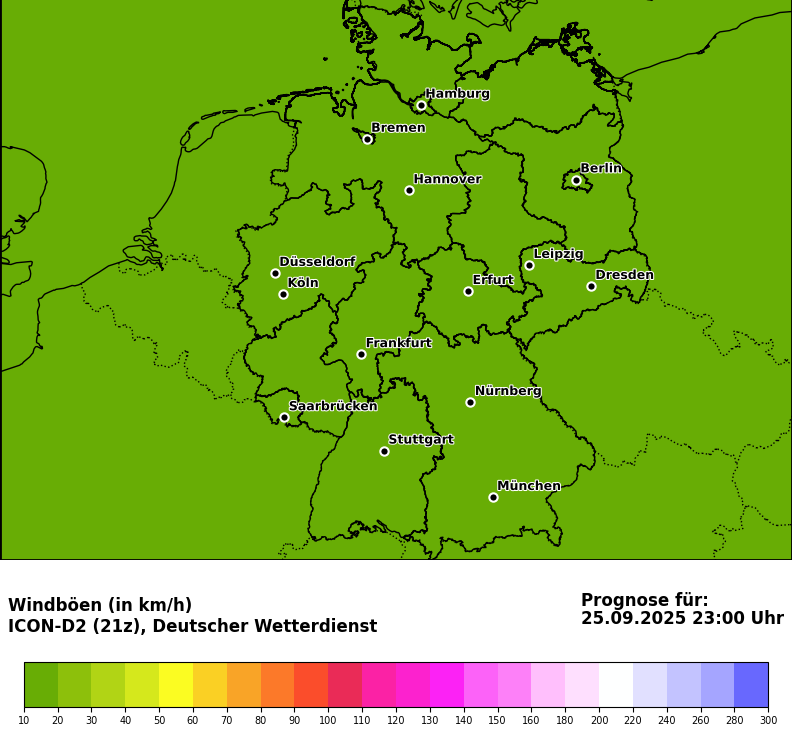 Hamburg
Bremen
Berlin
Hannover
Leipzig
Düsseldorf
Dresden
Erfurt
Köln
Frankfurt
Nürnberg
Saarbrücken
Stuttgart
München
Windböen (in km/h)
ICON-D2 (21z), Deutscher Wetterdienst
Prognose für:
25.09.2025 23:00 Uhr
10 20 30 40 50 60 70 80 90 100 110 120 130 140 150 160 180 200 220 240 260 280 300